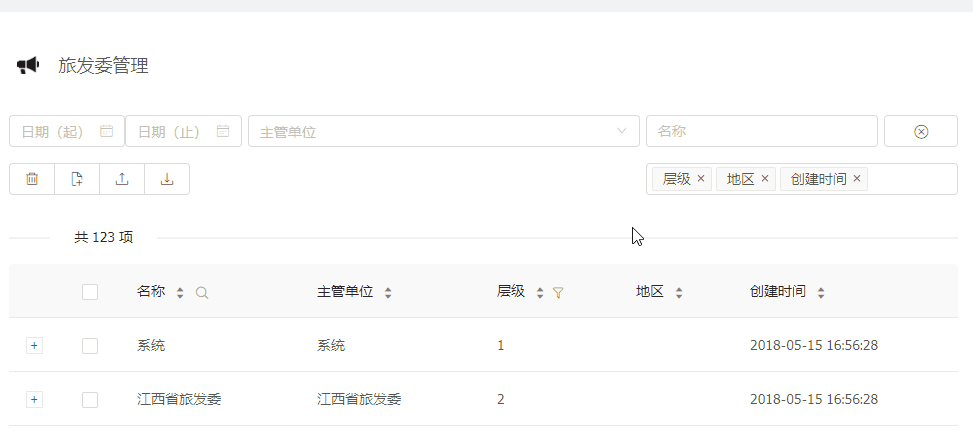 旅发委管理
日期（起） 日期（止） 主管单位 名称
层级 × 地区 × 创建时间 ×
共 123 项
名称 主管单位 层级 地区 创建时间
+ 系统 系统 1 2018-05-15 16:56:28
+ 江西省旅发委 江西省旅发委 2 2018-05-15 16:56:28